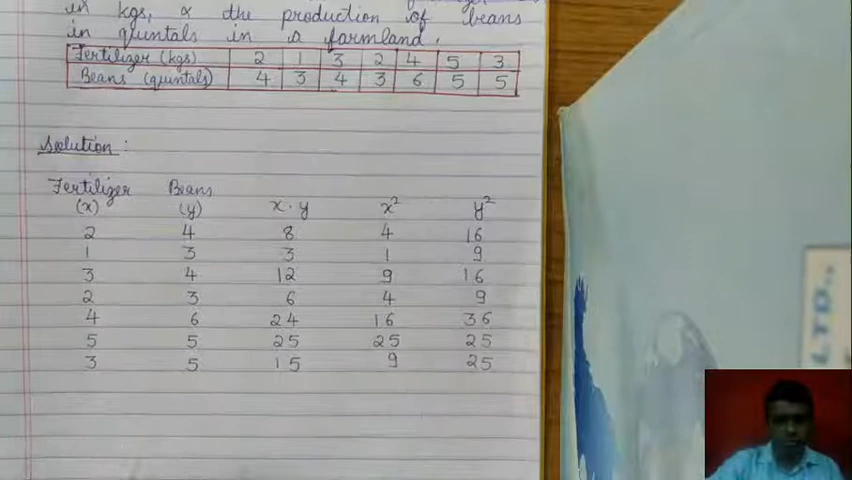 in kgs, & the production of beans
in quintals in a farmland.
Fertilizer (kgs) 2 1 3 2 4 5 3
Beans (quintals) 4 3 4 3 6 5 5
Solution :
Fertilizer Beans
(x) (y) x·y x² y²
2 4 8 4 16
1 3 3 1 9
3 4 12 9 16
2 3 6 4 9
4 6 24 16 36
5 5 25 25 25
3 5 15 9 25
LTD.,